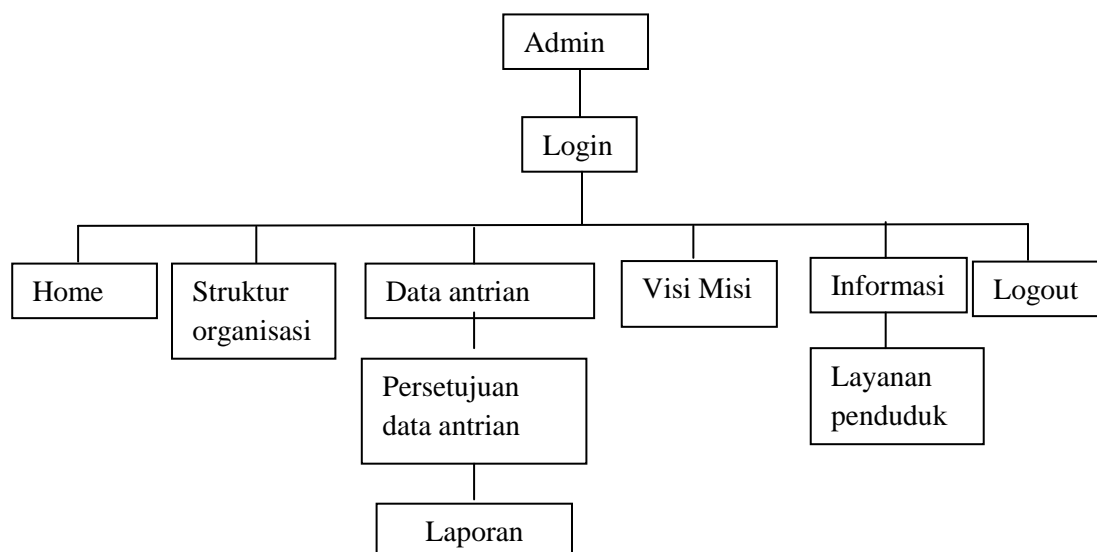 Admin
Login
Home
Struktur
organisasi
Data antrian
Visi Misi
Informasi
Logout
Persetujuan
data antrian
Layanan
penduduk
Laporan